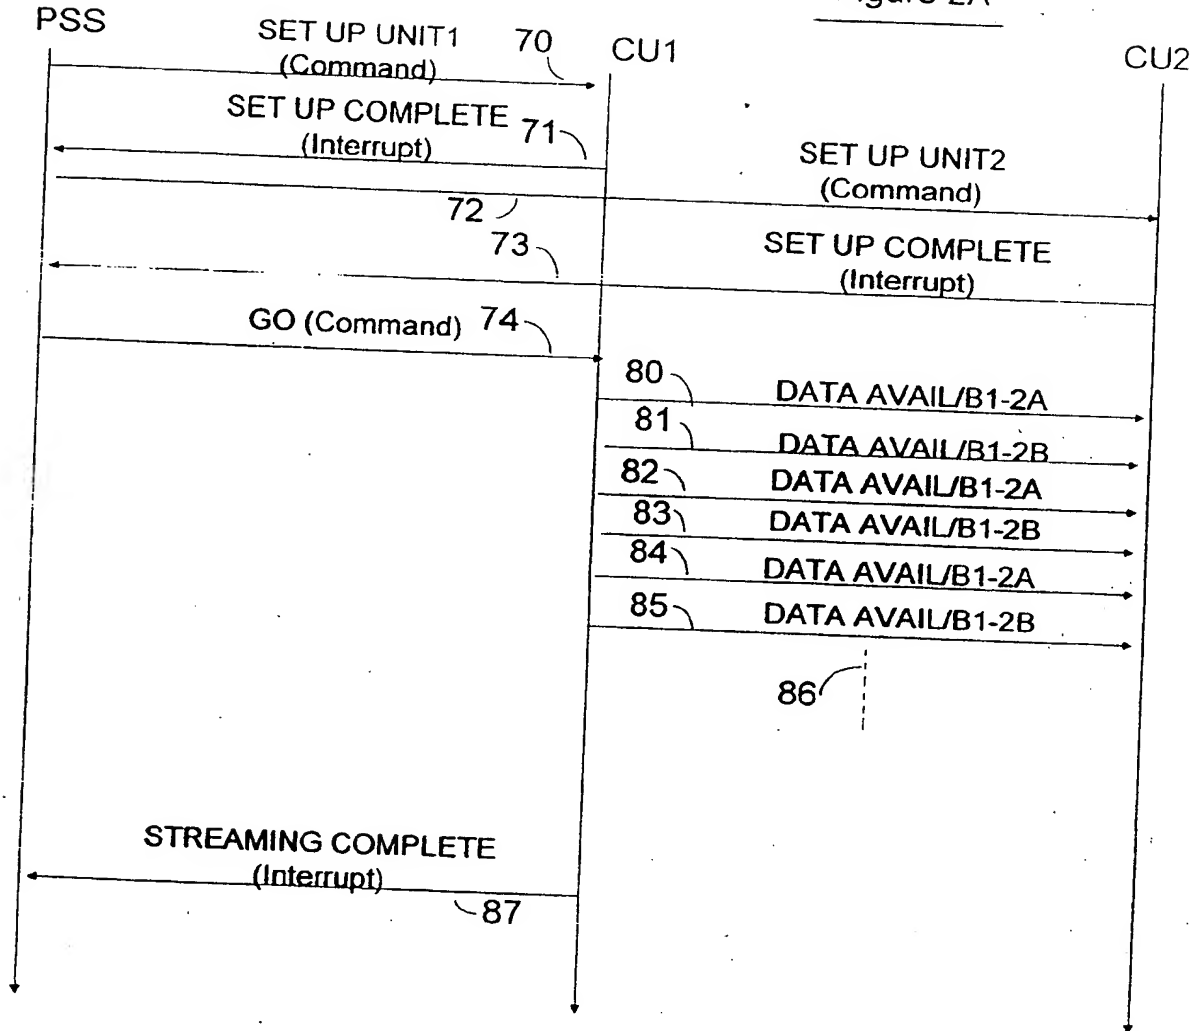 Figure 2A
PSS
SET UP UNIT1
(Command)
70
CU1
CU2
SET UP COMPLETE
(Interrupt)
71
SET UP UNIT2
(Command)
72
73
SET UP COMPLETE
(Interrupt)
GO (Command)
74
80
DATA AVAIL/B1-2A
81
DATA AVAIL/B1-2B
82
DATA AVAIL/B1-2A
83
DATA AVAIL/B1-2B
84
DATA AVAIL/B1-2A
85
DATA AVAIL/B1-2B
86
STREAMING COMPLETE
(Interrupt)
87